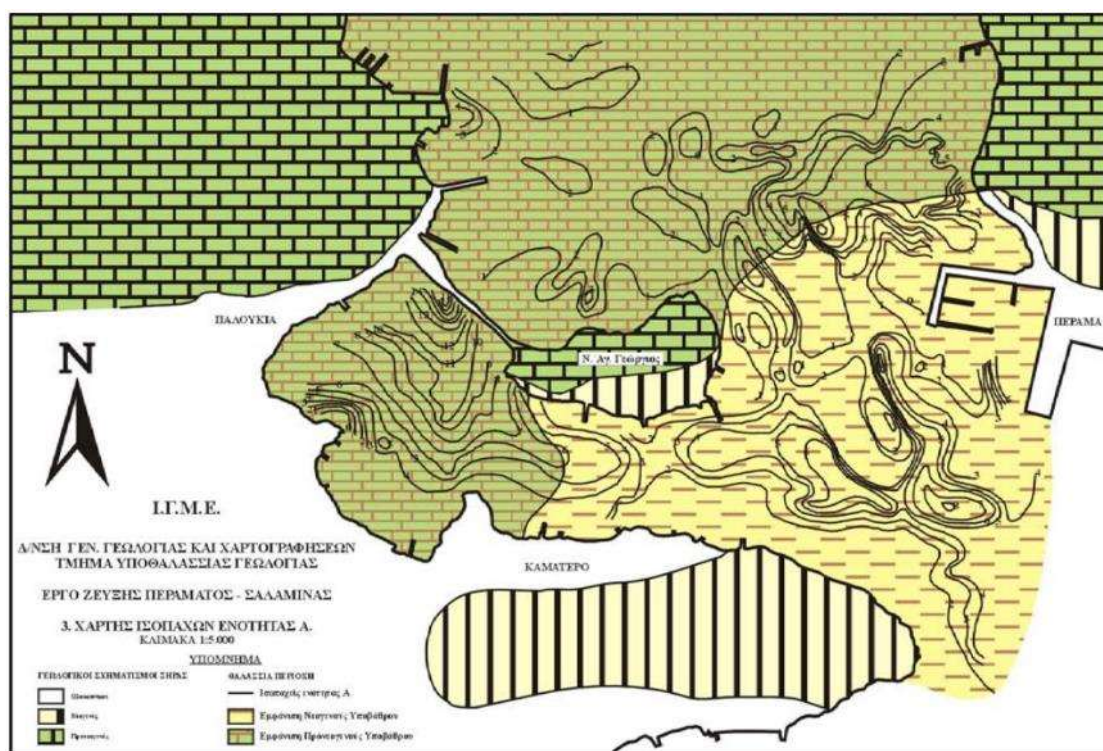 ΠΑΛΟΥΚΙΑ
ΠΕΡΑΜΑ
Ν. Αγ. Γεώργιος
N
Ι.Γ.Μ.Ε.
Δ/ΝΣΗ ΓΕΝ. ΓΕΩΛΟΓΙΑΣ ΚΑΙ ΧΑΡΤΟΓΡΑΦΗΣΕΩΝ
ΤΜΗΜΑ ΥΠΟΘΑΛΑΣΣΙΑΣ ΓΕΩΛΟΓΙΑΣ
ΚΑΜΑΤΕΡΟ
ΕΡΓΟ ΖΕΥΞΗΣ ΠΕΡΑΜΑΤΟΣ - ΣΑΛΑΜΙΝΑΣ
3. ΧΑΡΤΗΣ ΙΣΟΠΑΧΩΝ ΕΝΟΤΗΤΑΣ Α.
ΚΛΙΜΑΚΑ 1:5.000
ΥΠΟΜΝΗΜΑ
ΓΕΩΛΟΓΙΚΟΙ ΣΧΗΜΑΤΙΣΜΟΙ ΞΗΡΑΣ
ΘΑΛΑΣΣΙΑ ΠΕΡΙΟΧΗ
Ισοπαχείς ενότητας Α
Νεογενές
Εμφάνιση Νεογενούς Υποβάθρου
Προνεογενές
Εμφάνιση Προνεογενούς Υποβάθρου